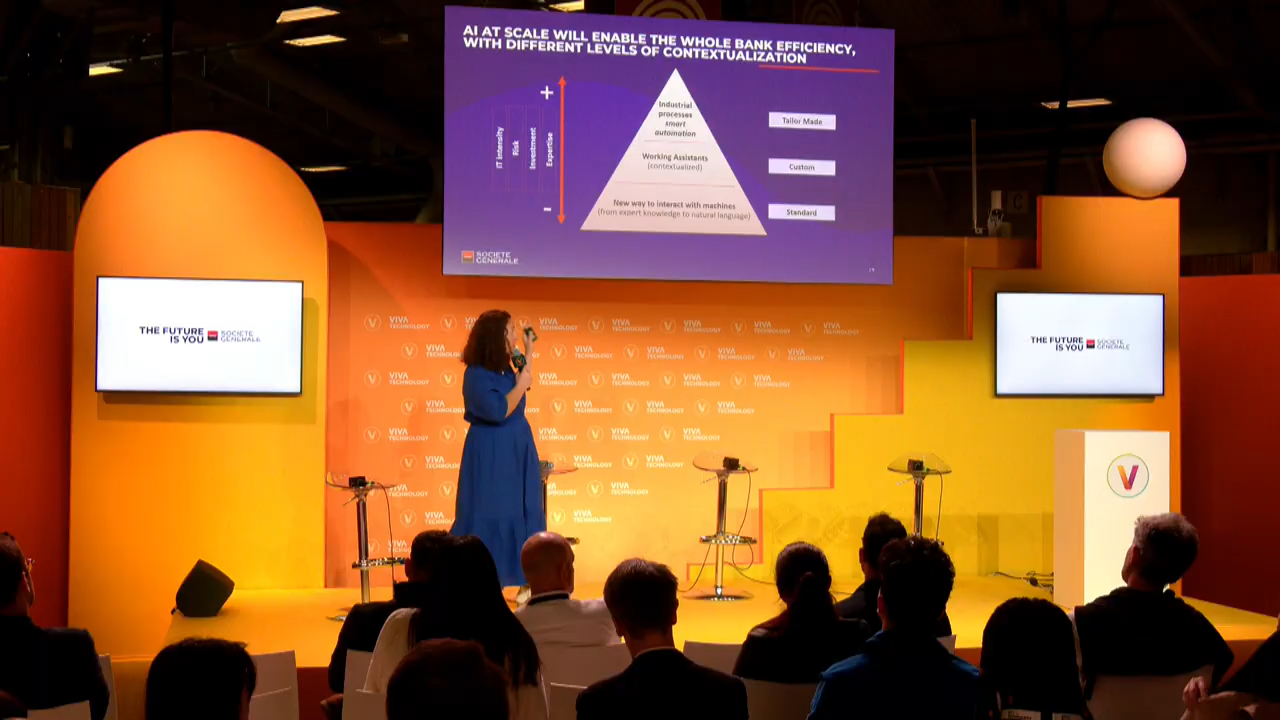 AI AT SCALE WILL ENABLE THE WHOLE BANK EFFICIENCY,
WITH DIFFERENT LEVELS OF CONTEXTUALIZATION
+
IT intensity
Risk
Investment
Expertise
-
Industrial
processes
smart
automation
Working Assistants
(contextualized)
New way to interact with machines
(from expert knowledge to natural language)
Tailor Made
Custom
Standard
SOCIETE
GENERALE
THE FUTURE
IS YOU
SOCIETE
GENERALE
THE FUTURE
IS YOU
SOCIETE
GENERALE
VIVA
TECHNOLOGY
V